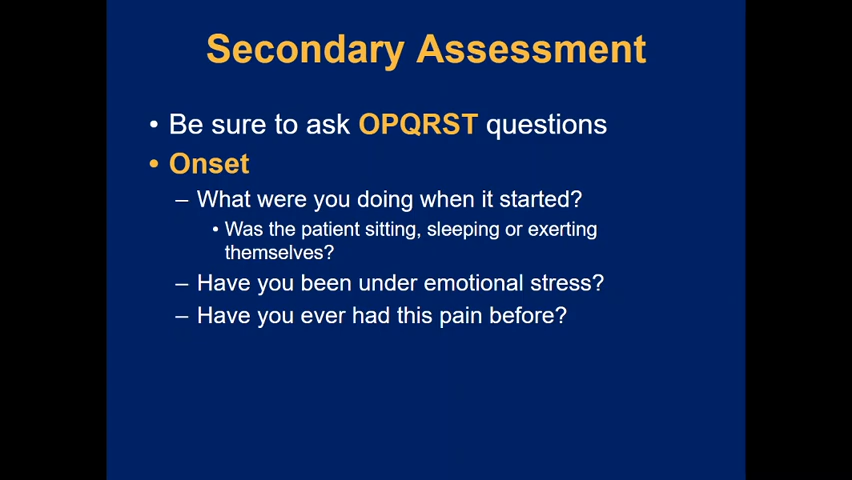 Secondary Assessment
• Be sure to ask OPQRST questions
• Onset
– What were you doing when it started?
• Was the patient sitting, sleeping or exerting
themselves?
– Have you been under emotional stress?
– Have you ever had this pain before?